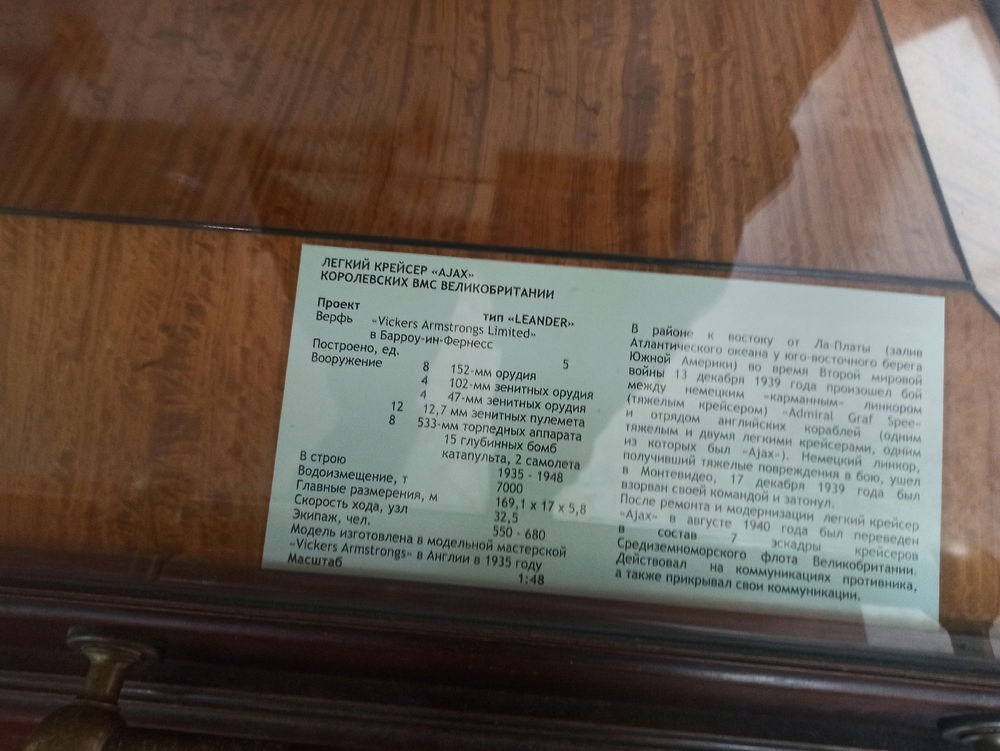 ЛЕГКИЙ КРЕЙСЕР «AJAX»
КОРОЛЕВСКИХ ВМС ВЕЛИКОБРИТАНИИ
Проект тип «LEANDER»
Верфь «Vickers Armstrongs Limited»
в Барроу-ин-Фернесс
Построено, ед. 5
Вооружение 8 152-мм орудия
4 102-мм зенитных орудия
4 47-мм зенитных орудия
12 12,7 мм зенитных пулемета
8 533-мм торпедных аппарата
15 глубинных бомб
катапульта, 2 самолета
В строю 1935 - 1948
Водоизмещение, т 7000
Главные размерения, м 169,1 х 17 х 5,8
Скорость хода, узл 32,5
Экипаж, чел. 550 - 680
Модель изготовлена в модельной мастерской
«Vickers Armstrongs» в Англии в 1935 году
Масштаб 1:48
В районе к востоку от Ла-Платы (залив
Атлантического океана у юго-восточного берега
Южной Америки) во время Второй мировой
войны 13 декабря 1939 года произошел бой
между немецким «карманным» линкором
(тяжелым крейсером) «Admiral Graf Spee»
и отрядом английских кораблей (одним
тяжелым и двумя легкими крейсерами, одним
из которых был «Ajax»). Немецкий линкор,
получивший тяжелые повреждения в бою, ушел
в Монтевидео, 17 декабря 1939 года был
взорван своей командой и затонул.
После ремонта и модернизации легкий крейсер
«Ajax» в августе 1940 года был переведен
в состав 7 эскадры крейсеров
Средиземноморского флота Великобритании.
Действовал на коммуникациях противника,
а также прикрывал свои коммуникации.